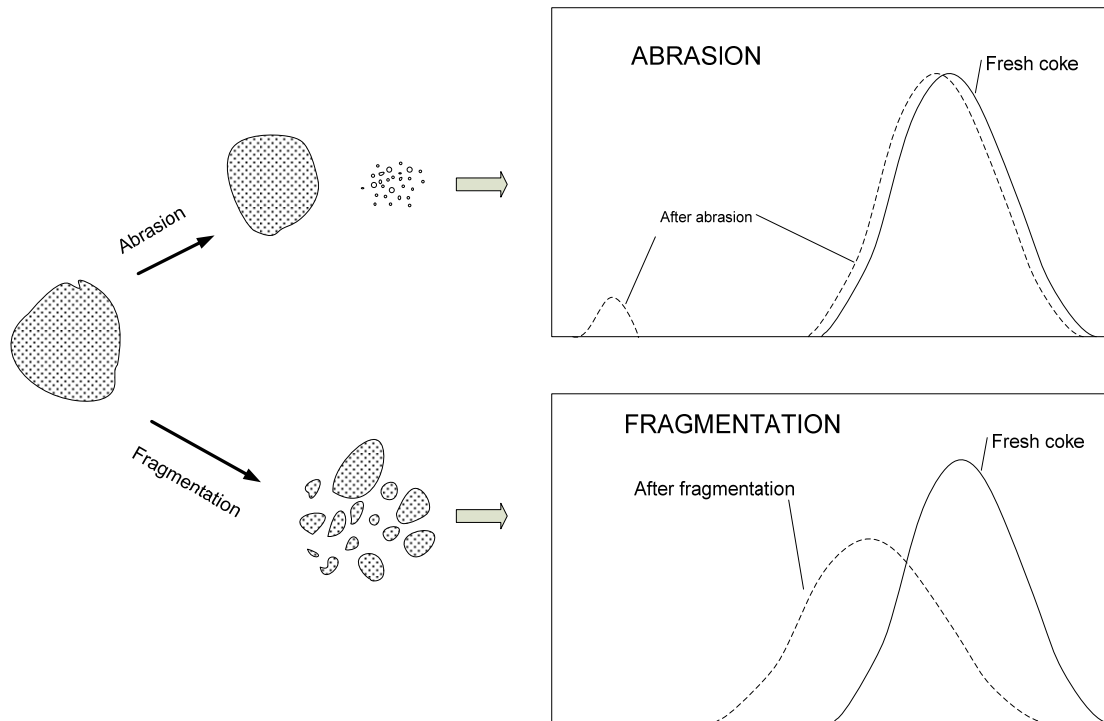 Abrasion
Fragmentation
ABRASION
Fresh coke
After abrasion
FRAGMENTATION
Fresh coke
After fragmentation